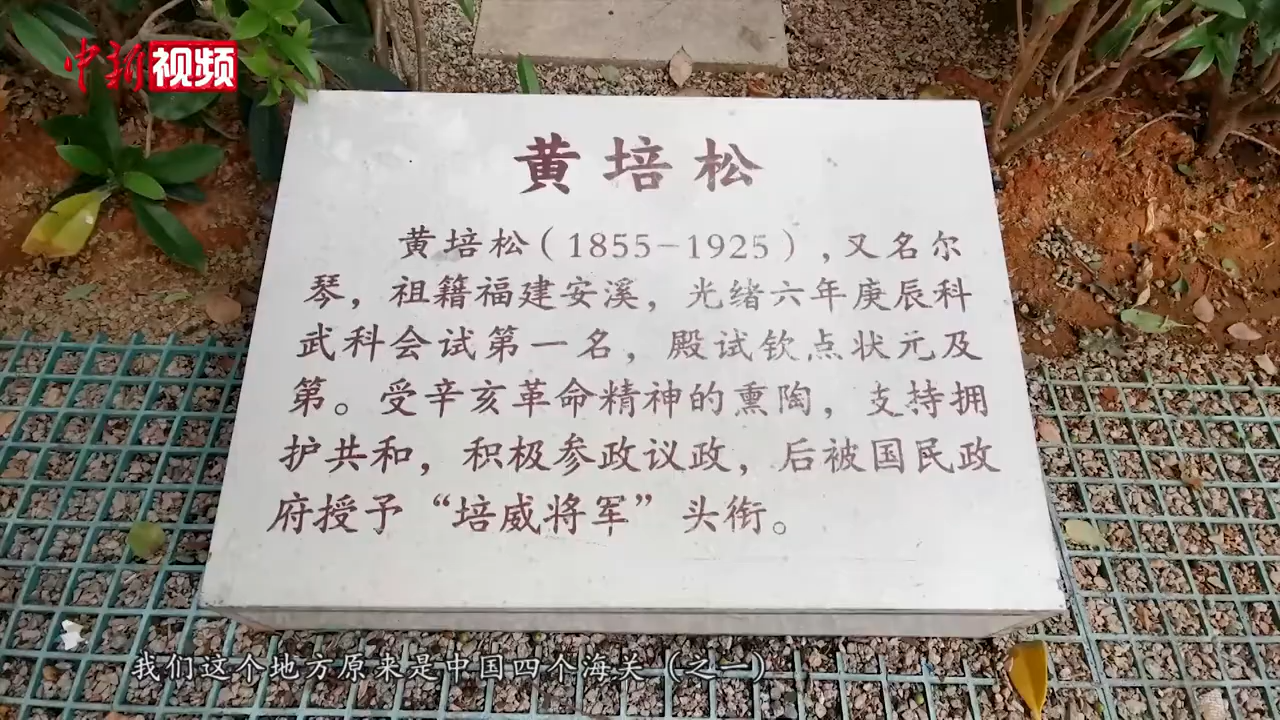 中新视频
黄培松
黄培松(1855-1925),又名尔
琴，祖籍福建安溪，光绪六年庚辰科
武科会试第一名，殿试钦点状元及
第。受辛亥革命精神的熏陶，支持拥
护共和，积极参政议政，后被国民政
府授予“培威将军”头衔。
我们这个地方原来是中国四个海关（之一）